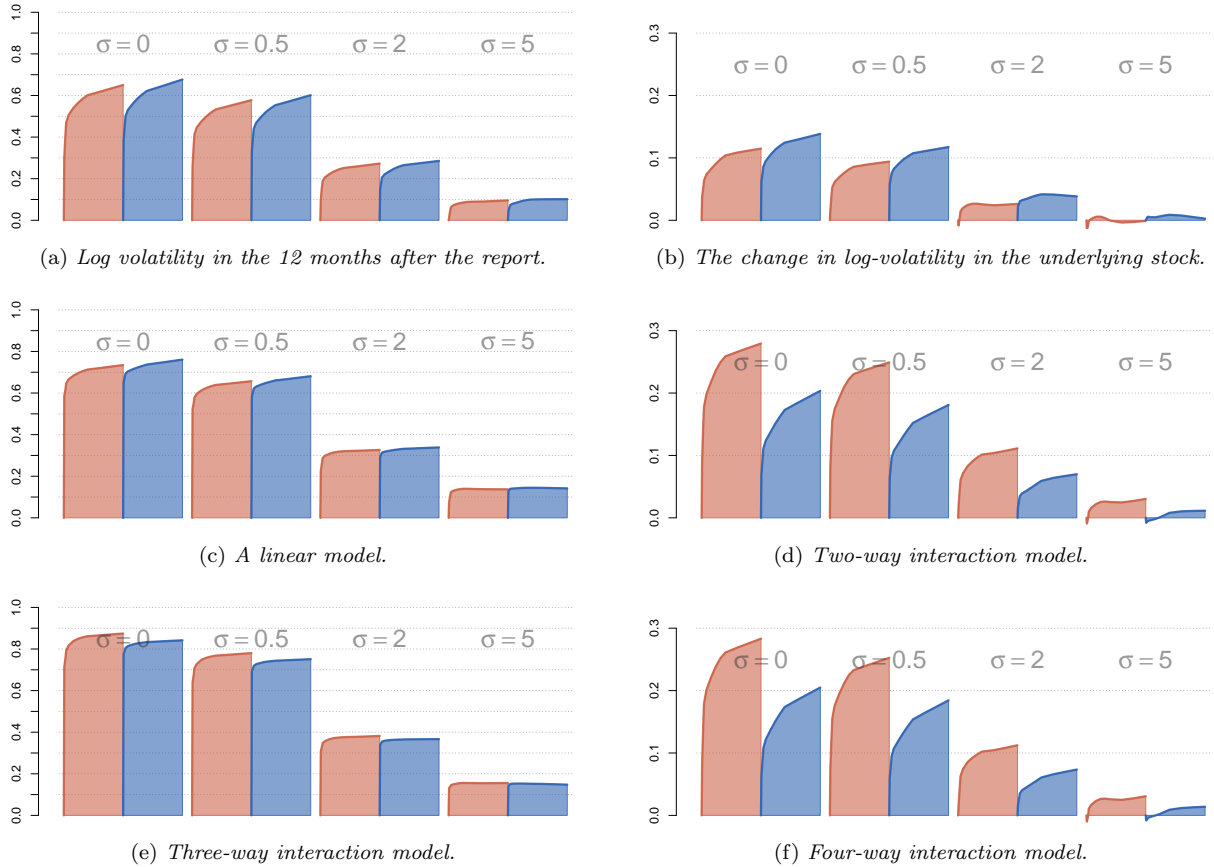 1.0
0.8
0.6
0.4
0.2
0.0
σ = 0 σ = 0.5 σ = 2 σ = 5
(a) Log volatility in the 12 months after the report.
0.3
0.2
0.1
0.0
σ = 0 σ = 0.5 σ = 2 σ = 5
(b) The change in log-volatility in the underlying stock.
1.0
0.8
0.6
0.4
0.2
0.0
σ = 0 σ = 0.5 σ = 2 σ = 5
(c) A linear model.
0.3
0.2
0.1
0.0
σ = 0 σ = 0.5 σ = 2 σ = 5
(d) Two-way interaction model.
1.0
0.8
0.6
0.4
0.2
0.0
σ = 0 σ = 0.5 σ = 2 σ = 5
(e) Three-way interaction model.
0.3
0.2
0.1
0.0
σ = 0 σ = 0.5 σ = 2 σ = 5
(f) Four-way interaction model.